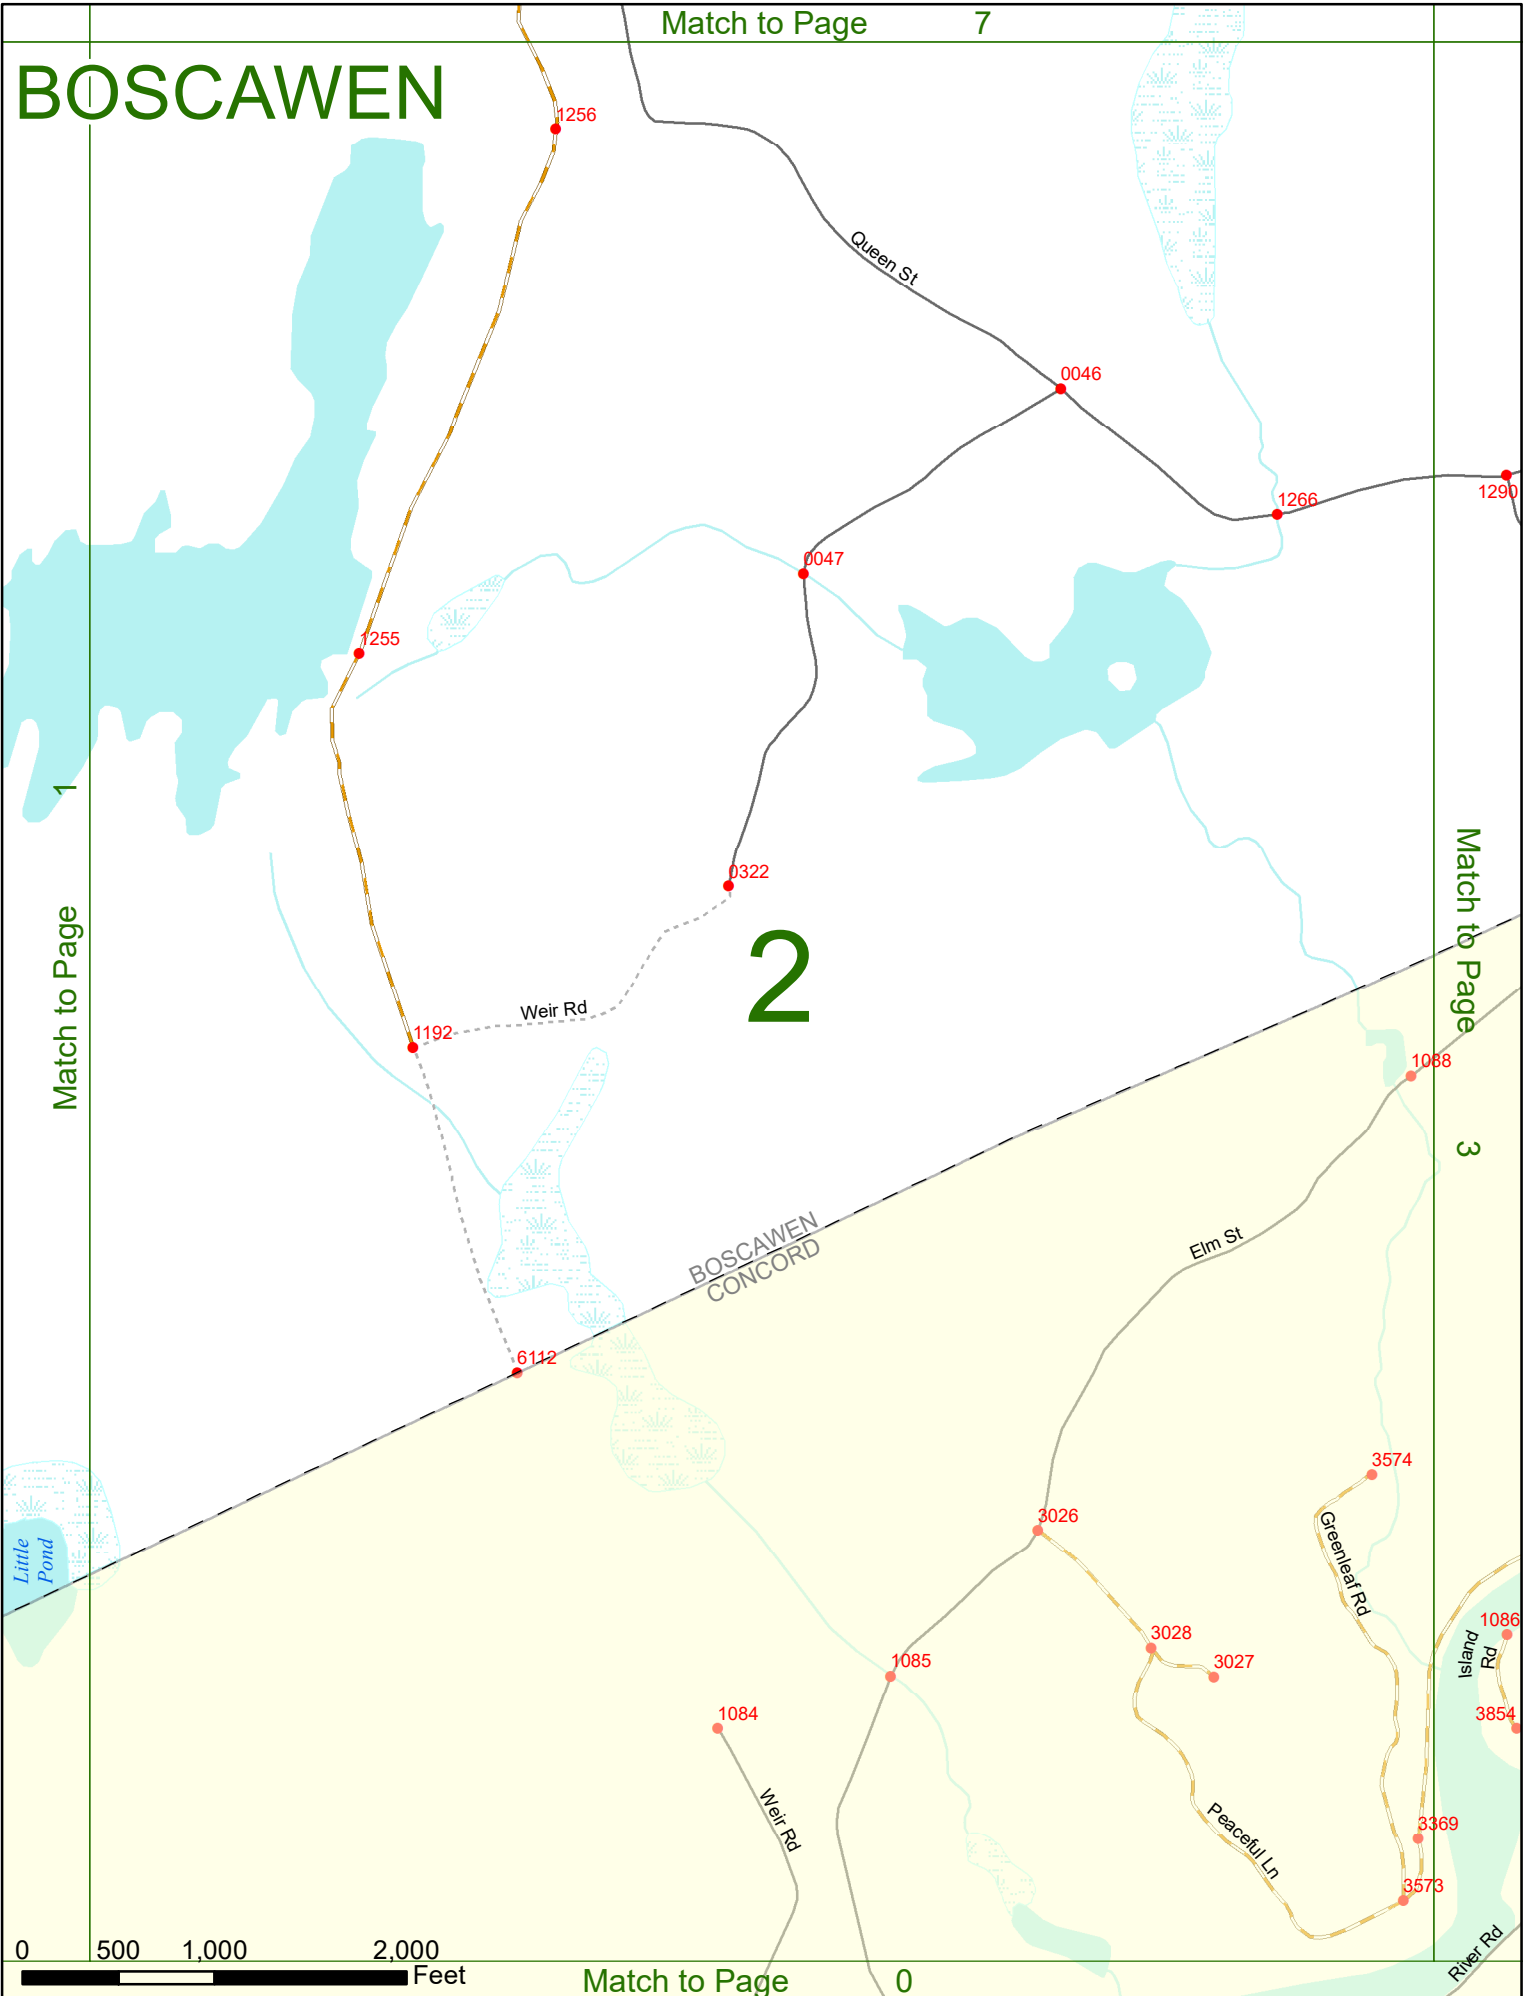 Match to Page 7
BOSCAWEN
1256
Queen St
0046
1266
1290
0047
1255
Match to Page 1
0322
2
Match to Page 3
Weir Rd
1192
1088
BOSCAWEN
CONCORD
Elm St
6112
3574
Little
Pond
3026
Greenleaf Rd
1086
Island
Rd
3028
3027
1085
3854
1084
Weir Rd
Peaceful Ln
3369
3573
River Rd
0 500 1,000 2,000
Feet
Match to Page 0